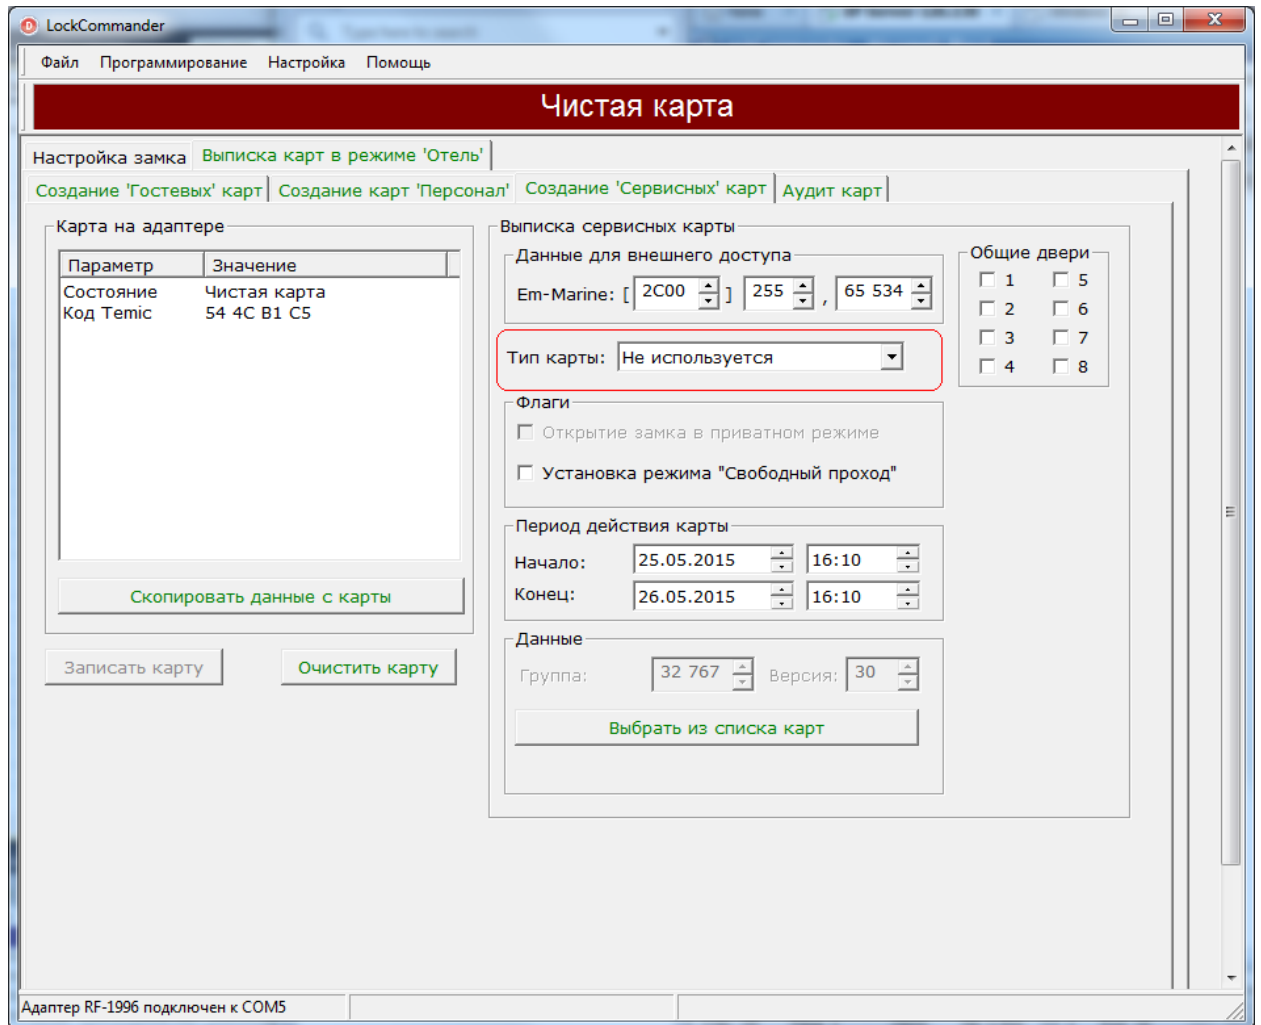 LockCommander
Файл Программирование Настройка Помощь
Чистая карта
Настройка замка Выписка карт в режиме 'Отель'
Создание 'Гостевых' карт Создание карт 'Персонал' Создание 'Сервисных' карт Аудит карт
Карта на адаптере
Параметр Значение
Состояние Чистая карта
Код Temic 54 4C B1 C5
Скопировать данные с карты
Записать карту Очистить карту
Выписка сервисных карты
Данные для внешнего доступа
Em-Marine: [ 2C00 ] 255 , 65 534
Тип карты: Не используется
Флаги
Открытие замка в приватном режиме
Установка режима "Свободный проход"
Период действия карты
Начало: 25.05.2015 16:10
Конец: 26.05.2015 16:10
Данные
Группа: 32 767 Версия: 30
Выбрать из списка карт
Общие двери
1 5
2 6
3 7
4 8
Адаптер RF-1996 подключен к COM5